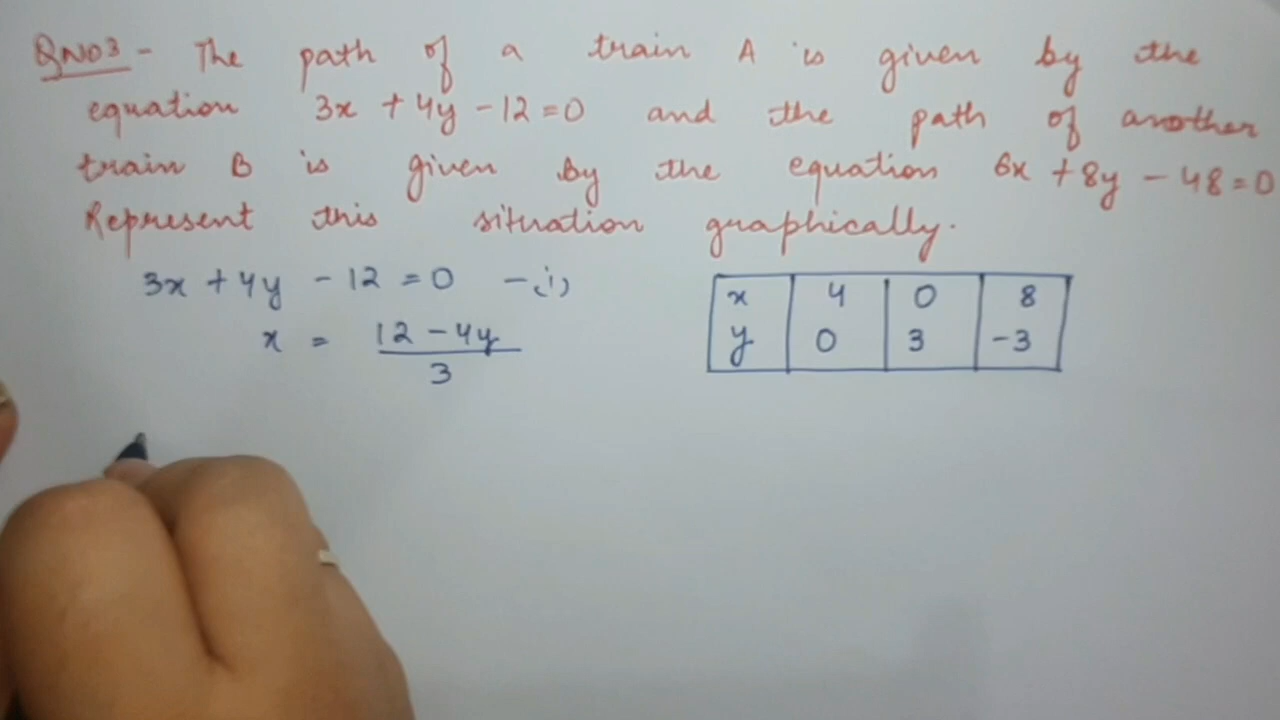 QNO3 - The path of a train A is given by the
equation 3x + 4y - 12 = 0 and the path of another
train B is given by the equation 6x + 8y - 48 = 0
Represent this situation graphically.
3x + 4y - 12 = 0 - (i)
x = 12 - 4y / 3
x 4 0 8
y 0 3 -3